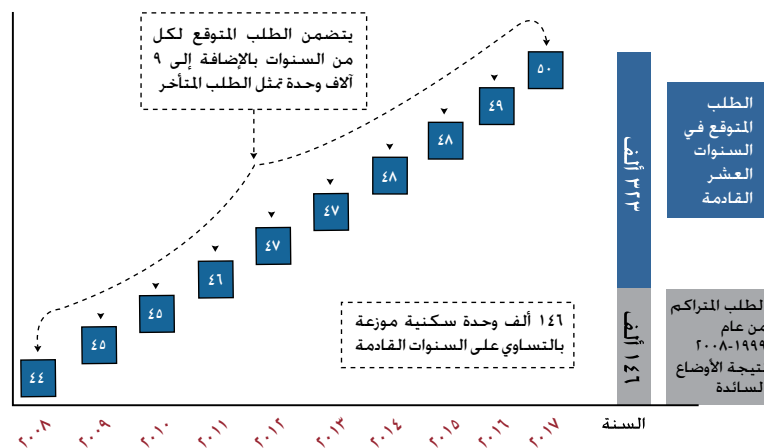 يتضمن الطلب المتوقع لكل
من السنوات بالإضافة إلى ٩
آلاف وحدة تمثل الطلب المتأخر
٥٠
٤٩
٤٨
٤٨
٤٧
٤٧
٤٦
٤٥
٤٥
٤٤
الطلب
المتوقع في
السنوات
العشر
القادمة
٣٢٣ ألف
الطلب المتراكم
من عام
١٩٩٩-٢٠٠٨
نتيجة الأوضاع
السائدة
١٤٦ ألف
١٤٦ ألف وحدة سكنية موزعة
بالتساوي على السنوات القادمة
السنة
٢٠٠٨
٢٠٠٩
٢٠١٠
٢٠١١
٢٠١٢
٢٠١٣
٢٠١٤
٢٠١٥
٢٠١٦
٢٠١٧